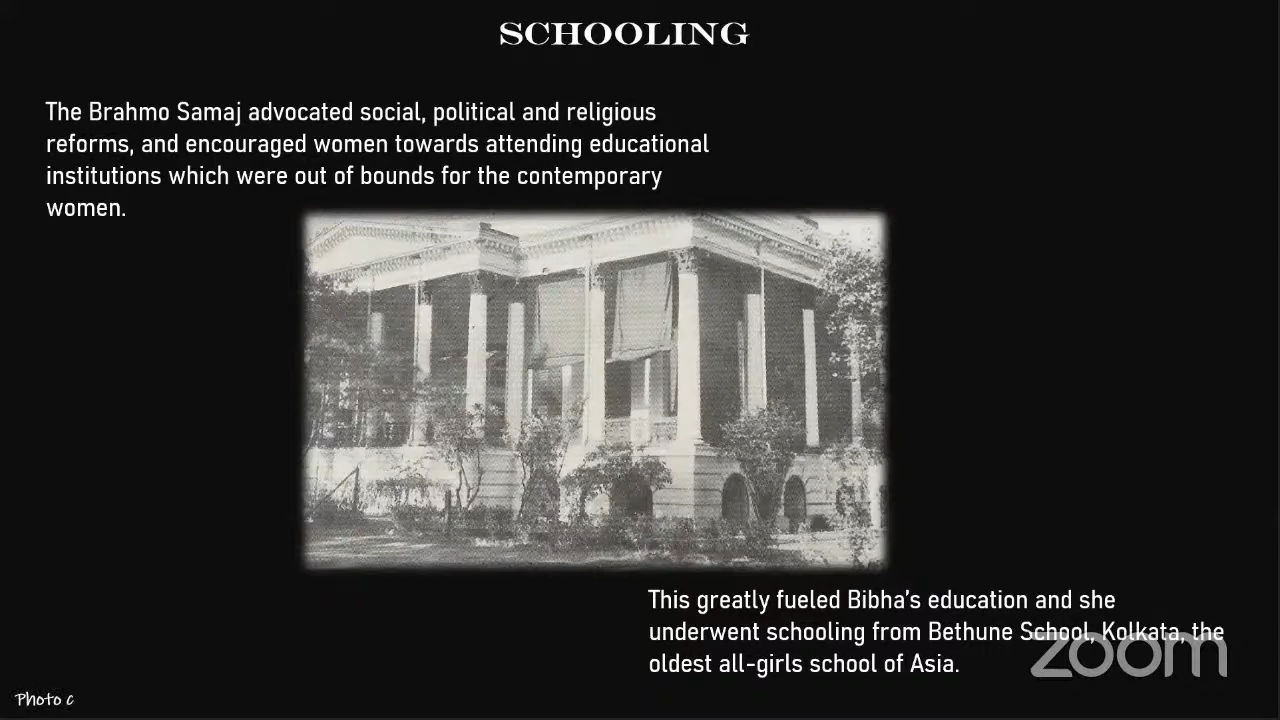 SCHOOLING
The Brahmo Samaj advocated social, political and religious
reforms, and encouraged women towards attending educational
institutions which were out of bounds for the contemporary
women.
This greatly fueled Bibha's education and she
underwent schooling from Bethune School, Kolkata, the
oldest all-girls school of Asia.
zoom
Photo c